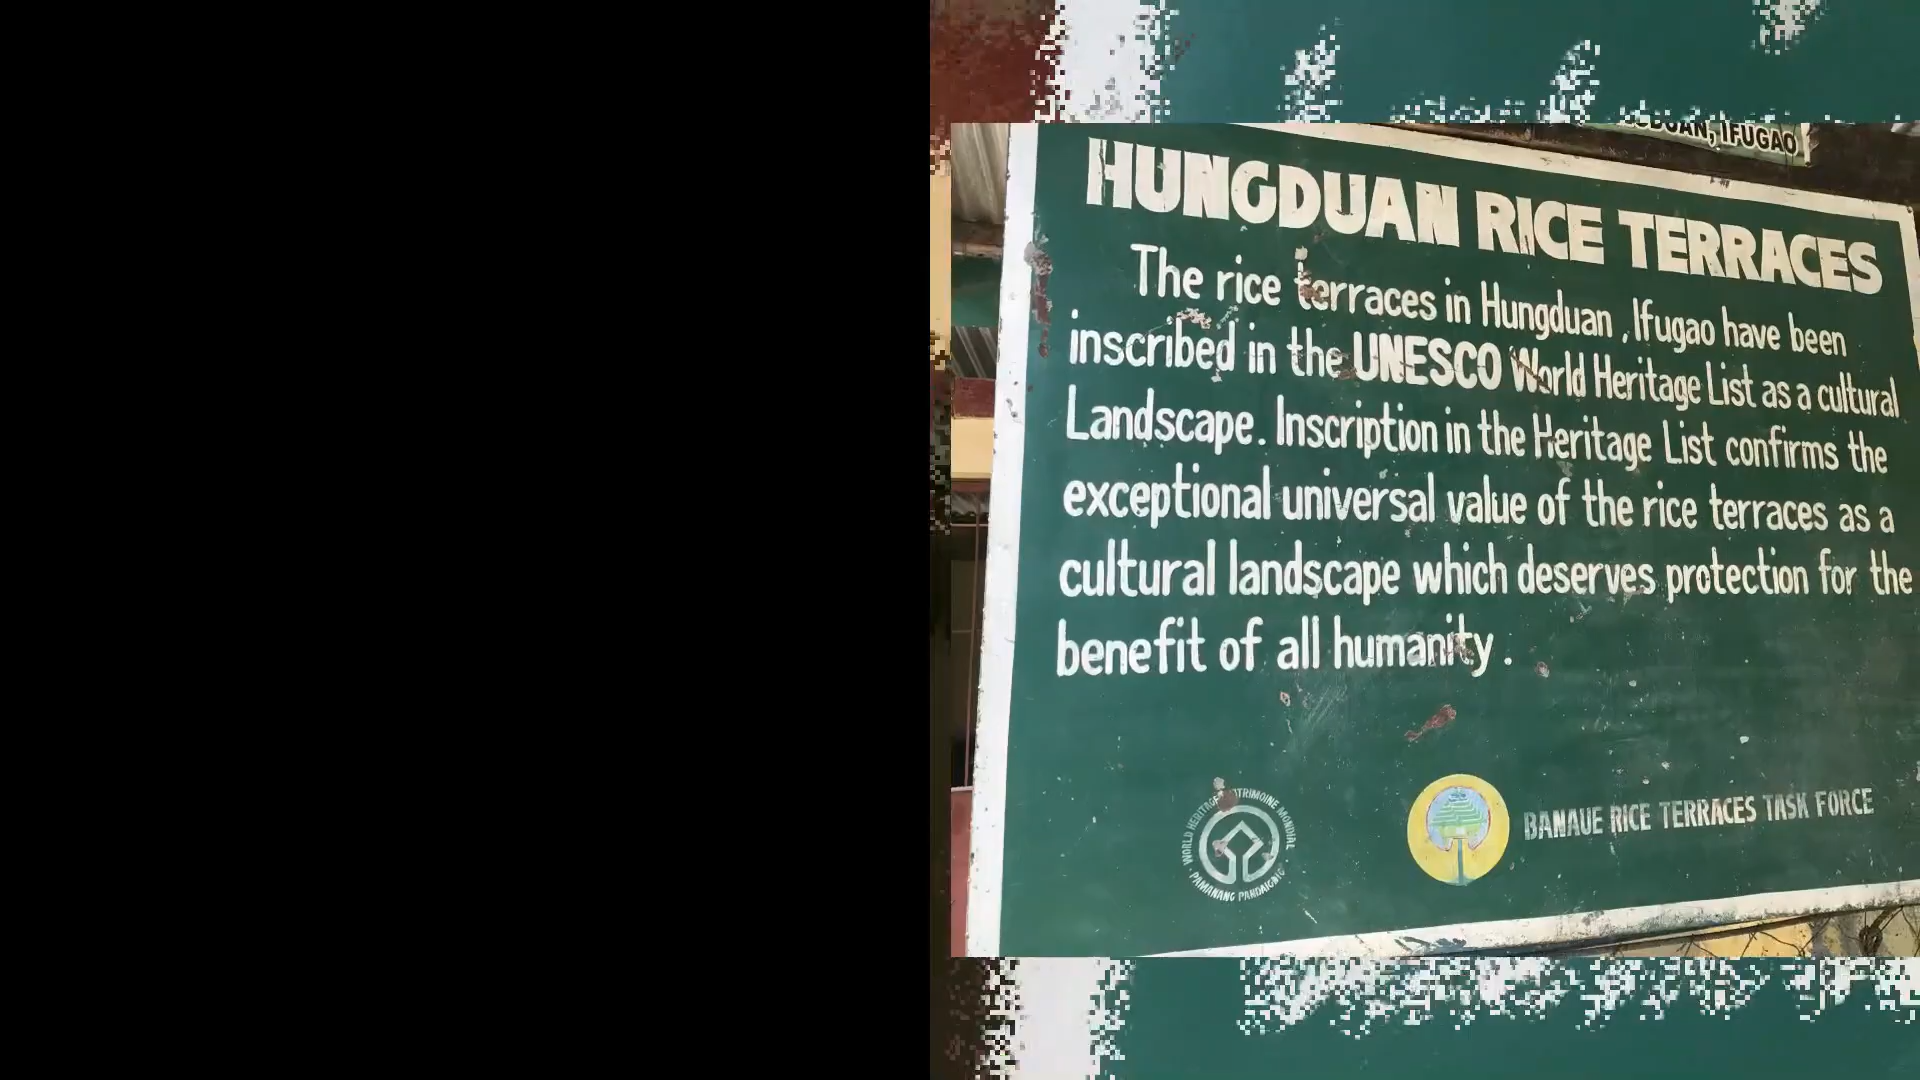 IFUGAO
HUNGDUAN RICE TERRACES
The rice terraces in Hungduan, Ifugao have been
inscribed in the UNESCO World Heritage List as a cultural
Landscape. Inscription in the Heritage List confirms the
exceptional universal value of the rice terraces as a
cultural landscape which deserves protection for the
benefit of all humanity.
WORLD HERITAGE PATRIMOINE MONDIAL
PAMANANG PANDAIGDIG
BANAUE RICE TERRACES TASK FORCE